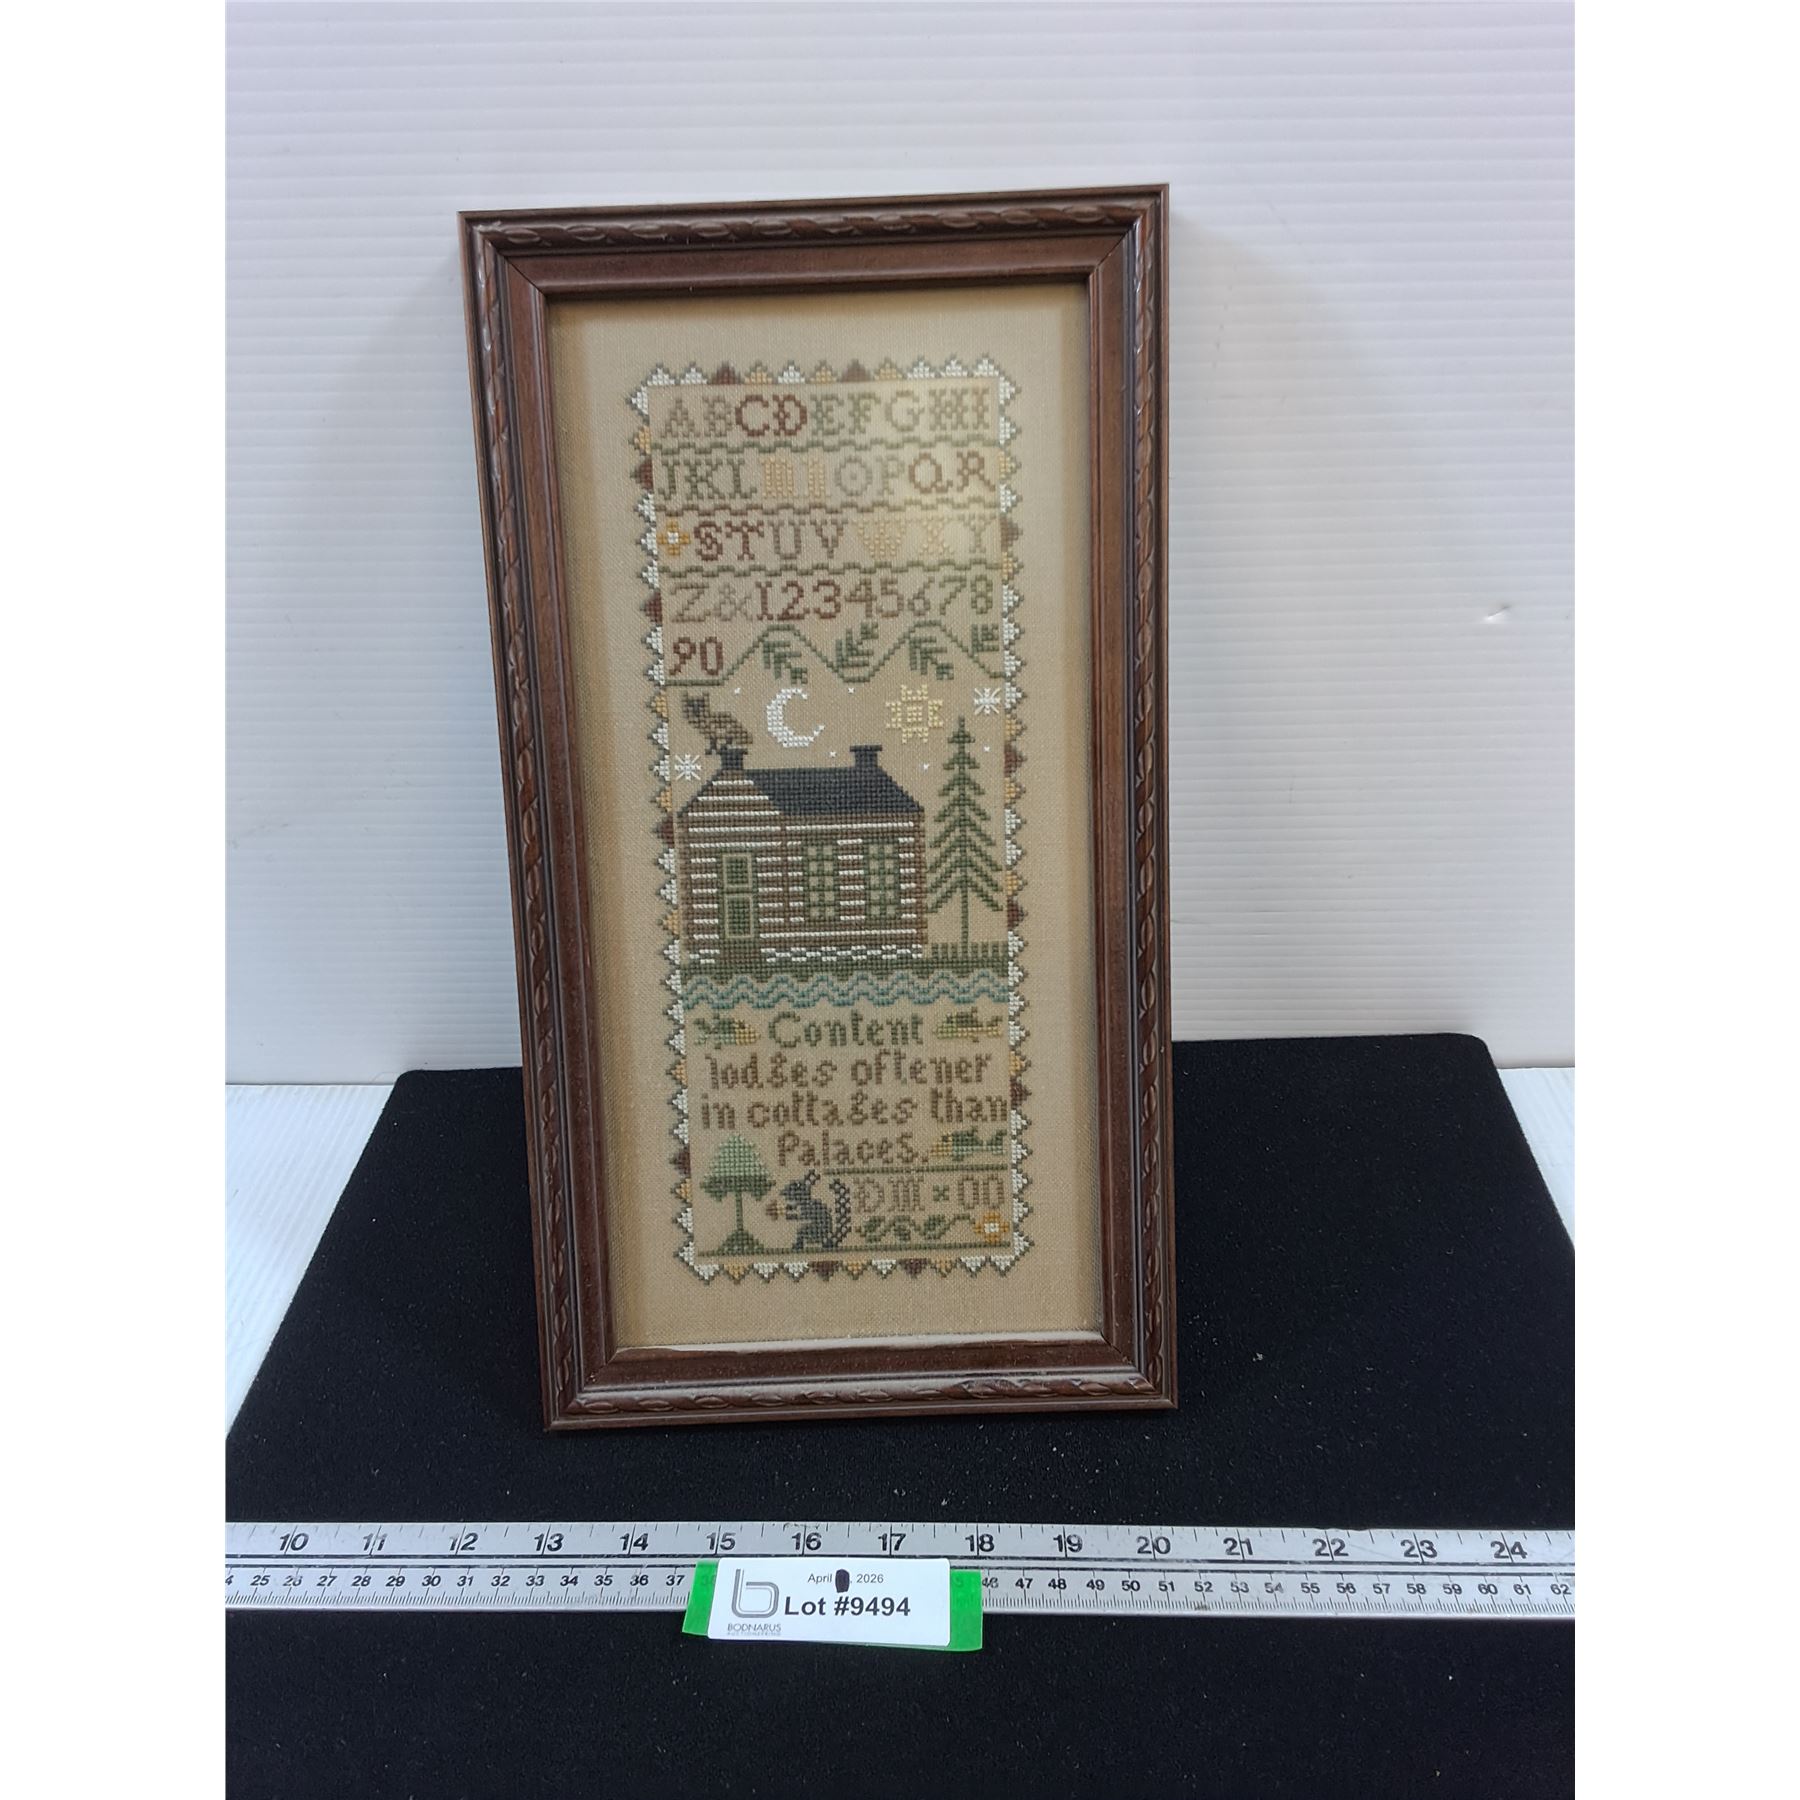 ABCDEFGHI
JKLMNOPQR
STUVWXY
Z&12345678
90
Content
lodges oftener
in cottages than
Palaces.
DM×00
10 11 12 13 14 15 16 17 18 19 20 21 22 23 24
25 26 27 28 29 30 31 32 33 34 35 36 37 46 47 48 49 50 51 52 53 54 55 56 57 58 59 60 61 62
April , 2026
Lot #9494
BODNARUS
AUCTIONEERING